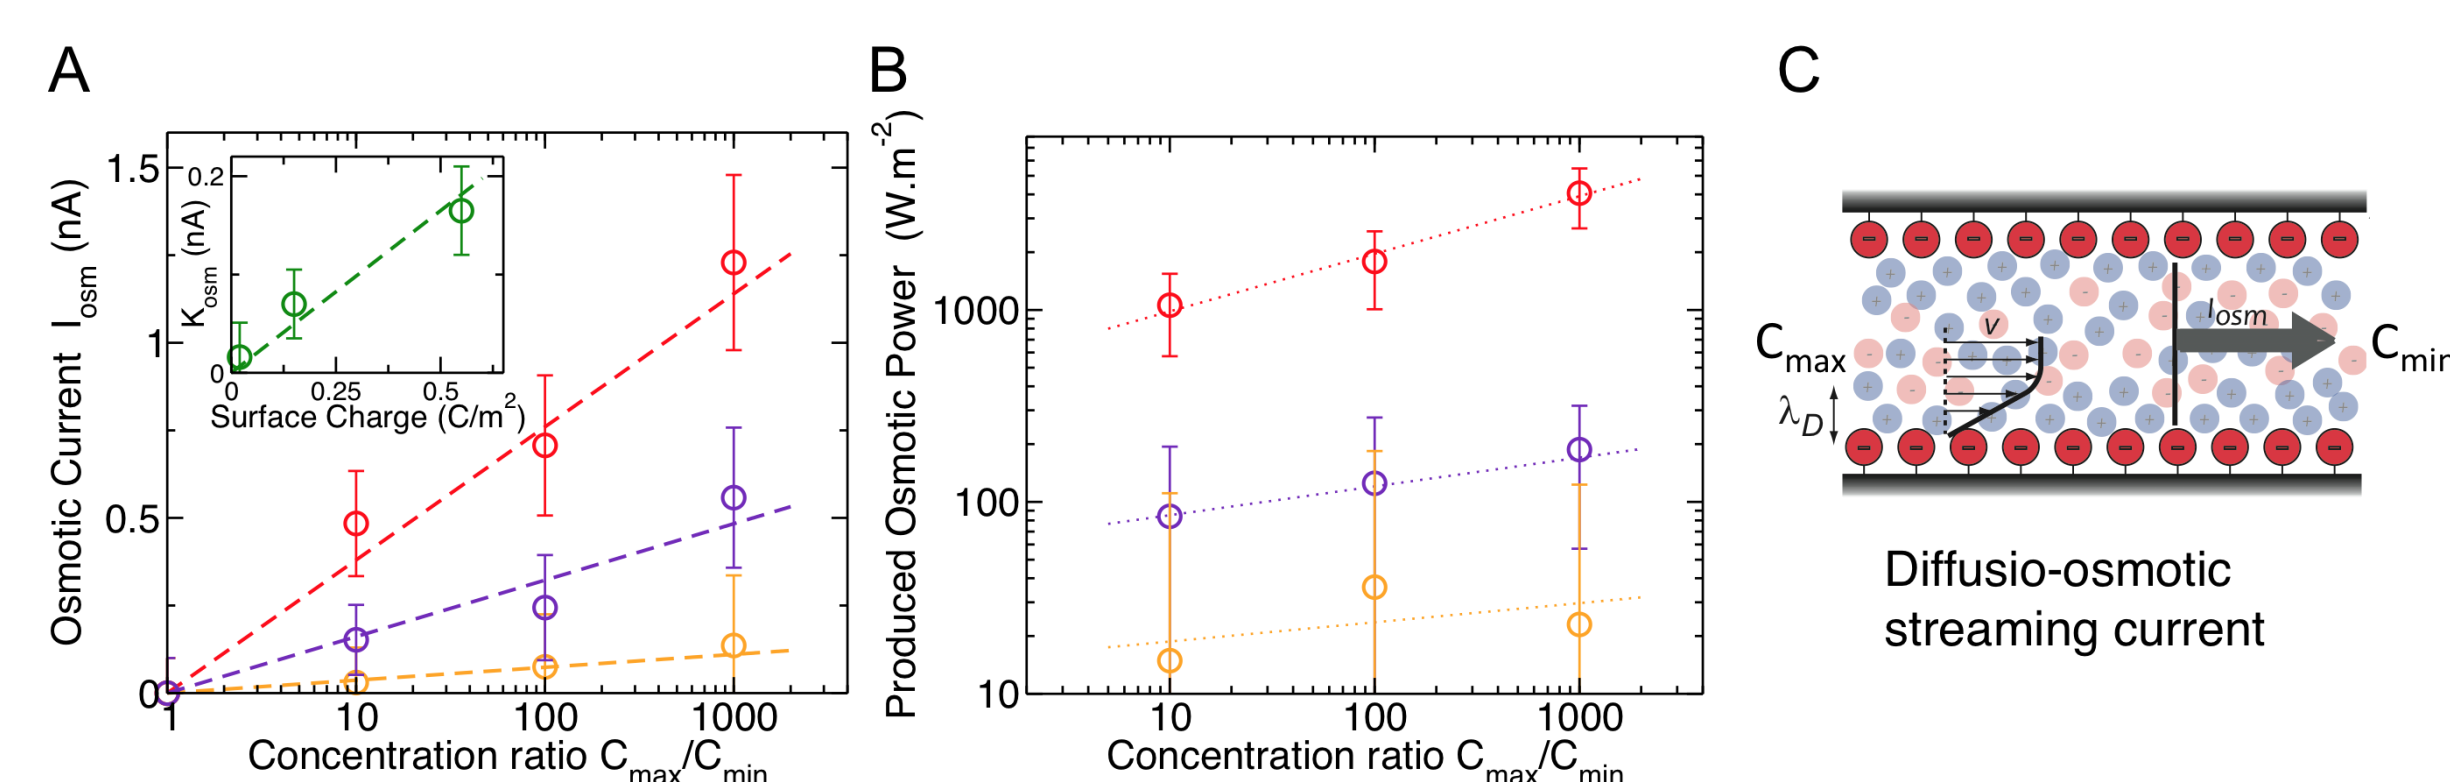 A
Osmotic Current I_osm (nA)
1.5
1
0.5
0
1
10
100
1000
Concentration ratio C_max/C_min
K_osm (nA)
0.2
0
0
0.25
0.5
Surface Charge (C/m²)
B
Produced Osmotic Power (W.m⁻²)
1000
100
10
10
100
1000
Concentration ratio C_max/C_min
C
C_max
λ_D
v
I_osm
C_min
Diffusio-osmotic
streaming current